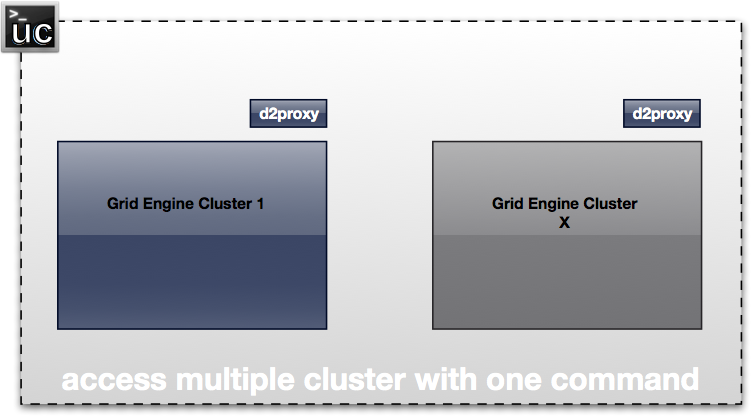 >_
uc
d2proxy
d2proxy
Grid Engine Cluster 1
Grid Engine Cluster
X
access multiple cluster with one command